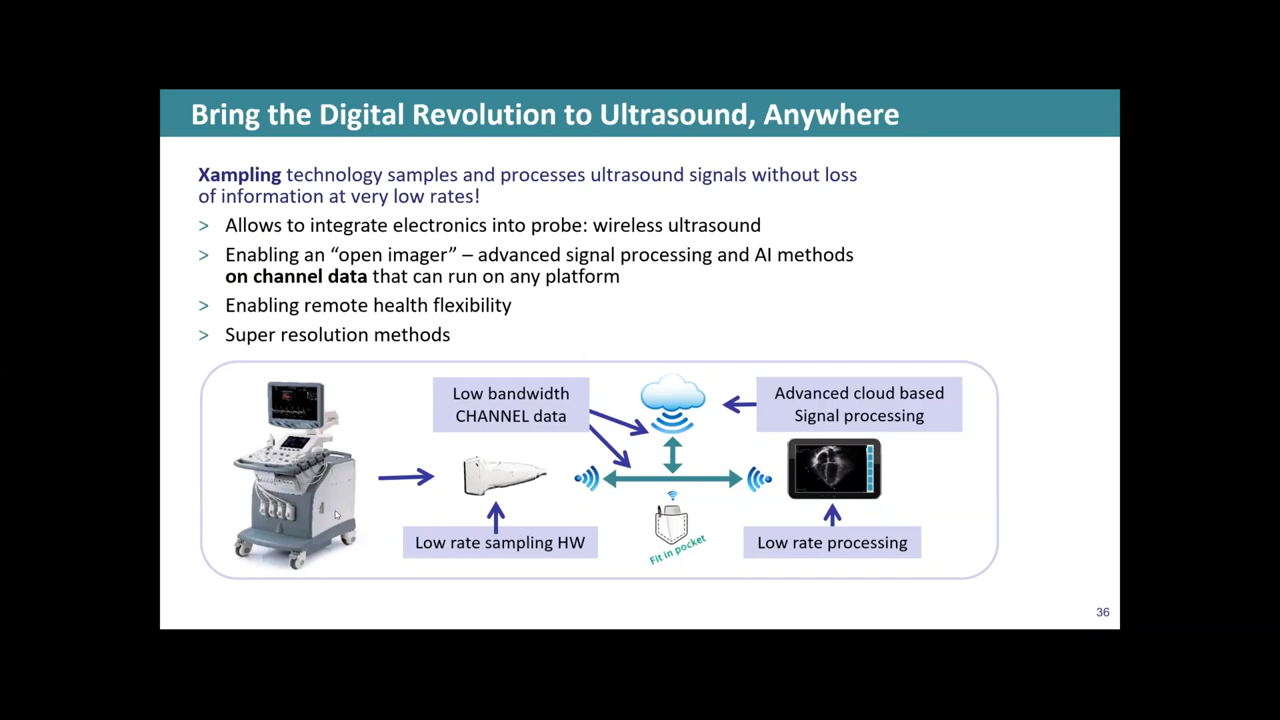 Bring the Digital Revolution to Ultrasound, Anywhere
Xampling technology samples and processes ultrasound signals without loss
of information at very low rates!
> Allows to integrate electronics into probe: wireless ultrasound
> Enabling an “open imager” – advanced signal processing and AI methods
on channel data that can run on any platform
> Enabling remote health flexibility
> Super resolution methods
Low bandwidth
CHANNEL data
Advanced cloud based
Signal processing
Low rate sampling HW
Fit in pocket
Low rate processing
36